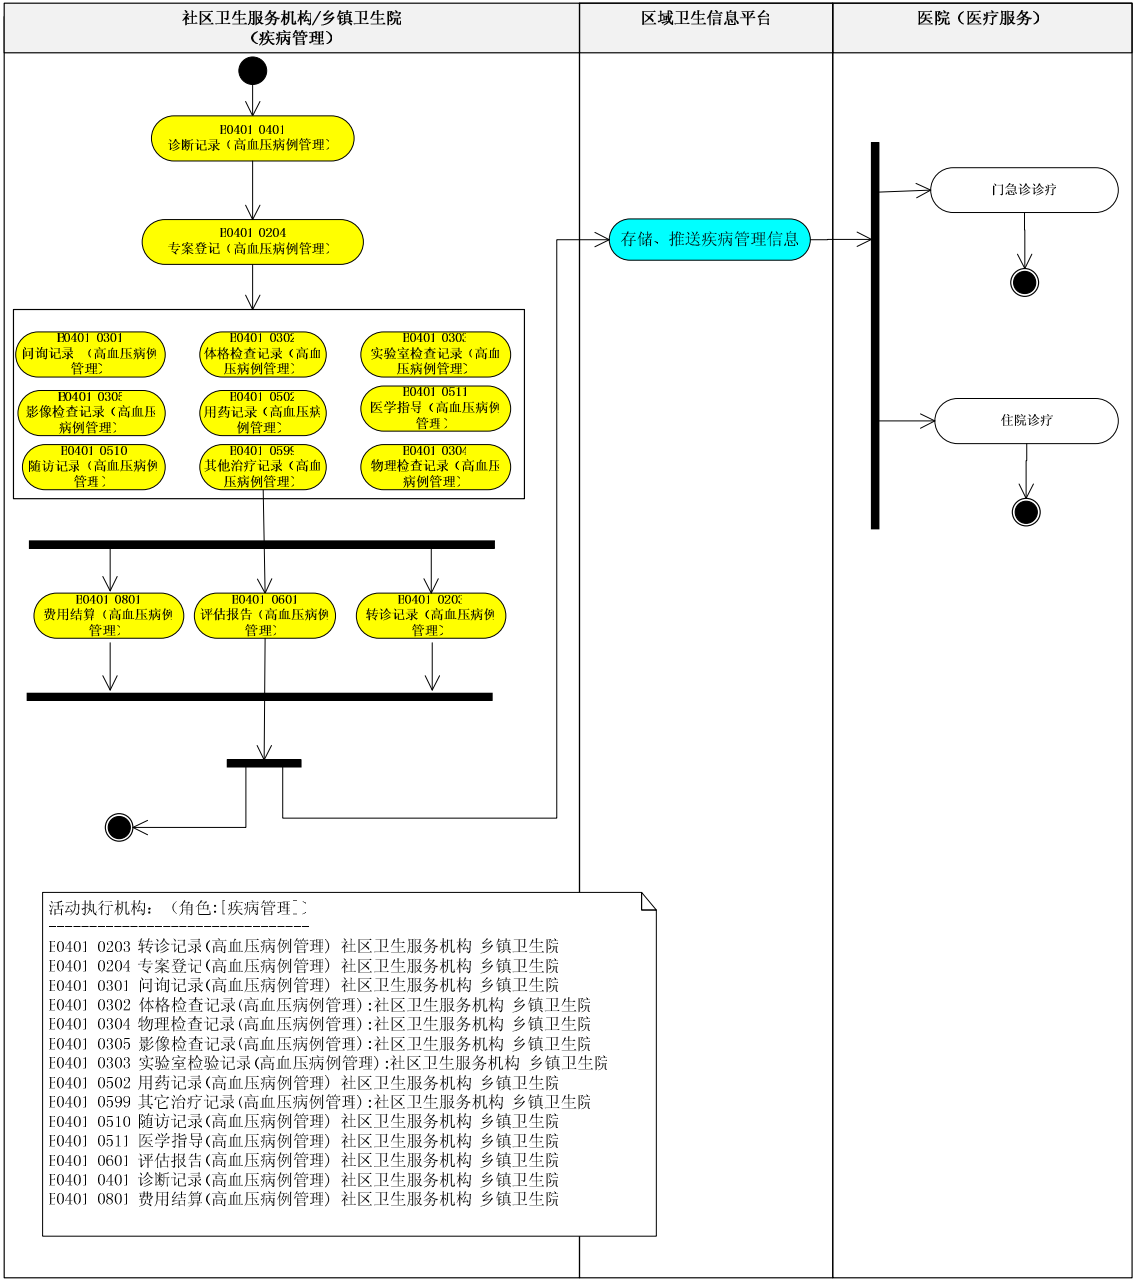 社区卫生服务机构/乡镇卫生院
（疾病管理）
区域卫生信息平台
医院（医疗服务）
E0401 0401
诊断记录（高血压病例管理）
E0401 0204
专案登记（高血压病例管理）
E0401 0301
问询记录 （高血压病例
管理）
E0401 0302
体格检查记录（高血
压病例管理）
E0401 0303
实验室检查记录（高血
压病例管理）
E0401 0305
影像检查记录（高血压
病例管理）
E0401 0502
用药记录（高血压病
例管理）
E0401 0511
医学指导（高血压病例
管理）
E0401 0510
随访记录（高血压病例
管理）
E0401 0599
其他治疗记录（高血
压病例管理）
E0401 0304
物理检查记录（高血压
病例管理）
E0401 0801
费用结算（高血压病例
管理）
E0401 0601
评估报告（高血压病例
管理）
E0401 0203
转诊记录（高血压病例
管理）
存储、推送疾病管理信息
门急诊诊疗
住院诊疗
活动执行机构：（角色:[疾病管理]）
--------------------------------
E0401 0203 转诊记录(高血压病例管理) 社区卫生服务机构 乡镇卫生院
E0401 0204 专案登记(高血压病例管理) 社区卫生服务机构 乡镇卫生院
E0401 0301 问询记录(高血压病例管理) 社区卫生服务机构 乡镇卫生院
E0401 0302 体格检查记录(高血压病例管理):社区卫生服务机构 乡镇卫生院
E0401 0304 物理检查记录(高血压病例管理):社区卫生服务机构 乡镇卫生院
E0401 0305 影像检查记录(高血压病例管理):社区卫生服务机构 乡镇卫生院
E0401 0303 实验室检验记录(高血压病例管理):社区卫生服务机构 乡镇卫生院
E0401 0502 用药记录(高血压病例管理) 社区卫生服务机构 乡镇卫生院
E0401 0599 其它治疗记录(高血压病例管理):社区卫生服务机构 乡镇卫生院
E0401 0510 随访记录(高血压病例管理) 社区卫生服务机构 乡镇卫生院
E0401 0511 医学指导(高血压病例管理) 社区卫生服务机构 乡镇卫生院
E0401 0601 评估报告(高血压病例管理) 社区卫生服务机构 乡镇卫生院
E0401 0401 诊断记录(高血压病例管理) 社区卫生服务机构 乡镇卫生院
E0401 0801 费用结算(高血压病例管理) 社区卫生服务机构 乡镇卫生院